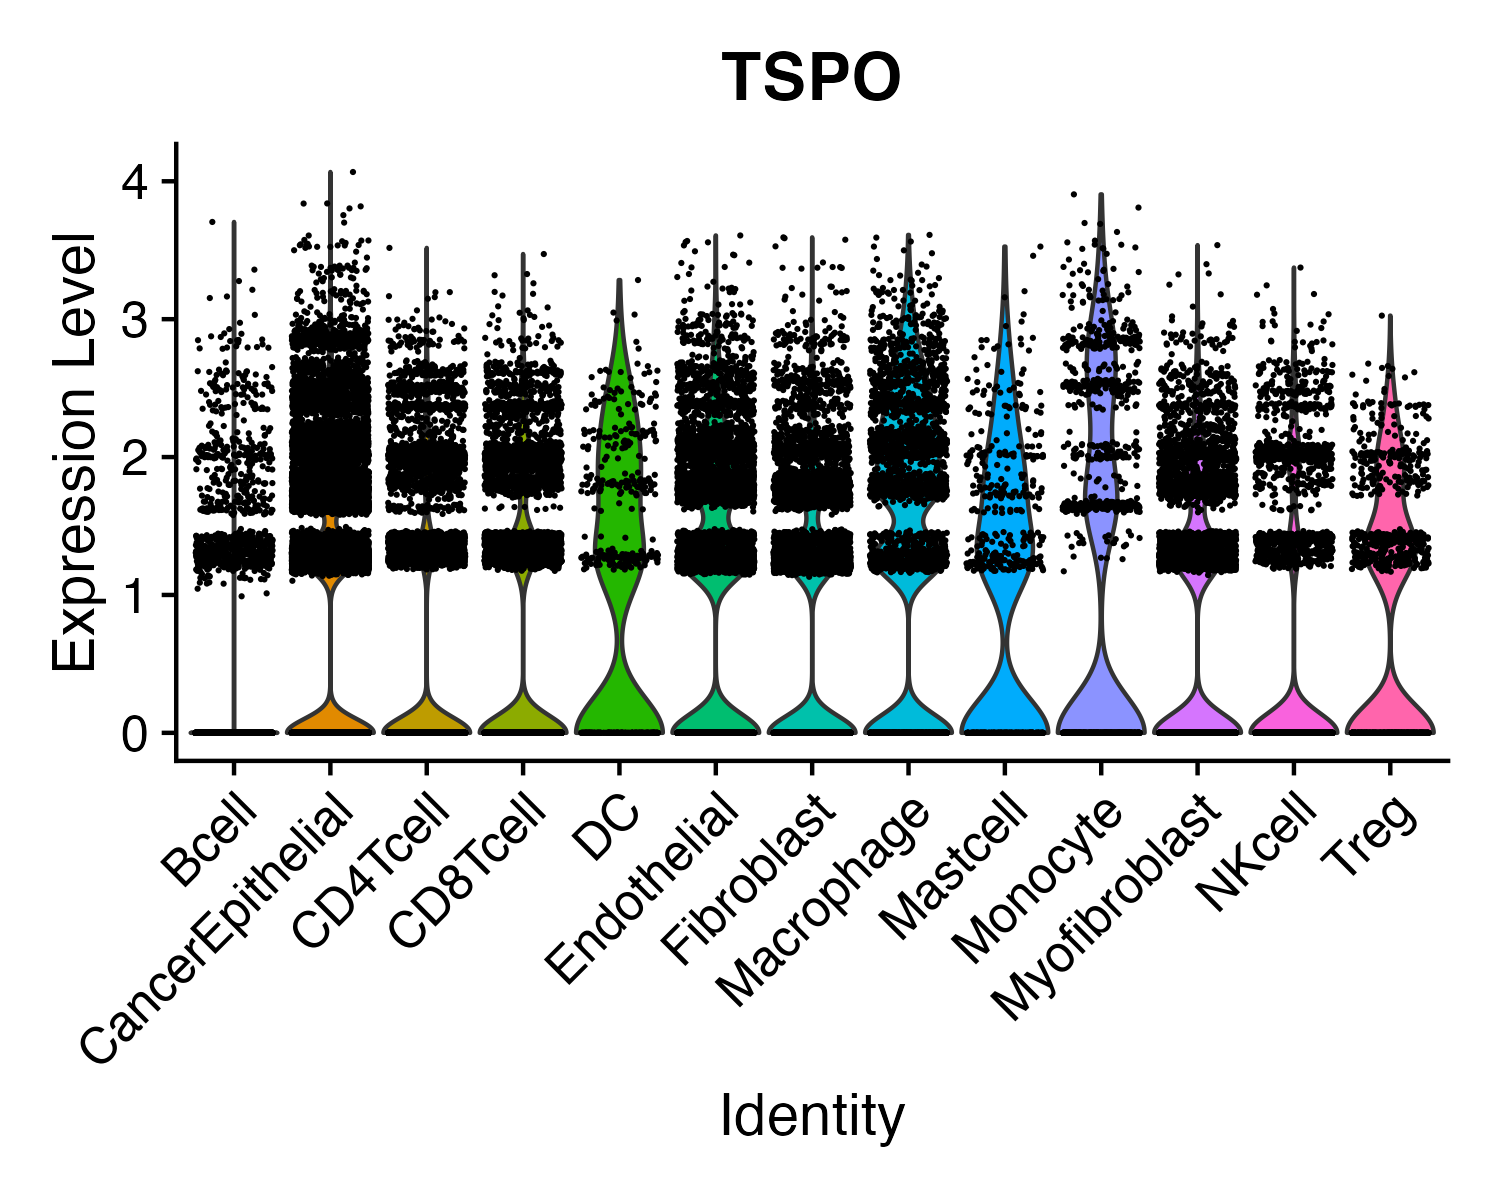 TSPO
Expression Level
4
3
2
1
0
Bcell
CancerEpithelial
CD4Tcell
CD8Tcell
DC
Endothelial
Fibroblast
Macrophage
Mastcell
Monocyte
Myofibroblast
NKcell
Treg
Identity